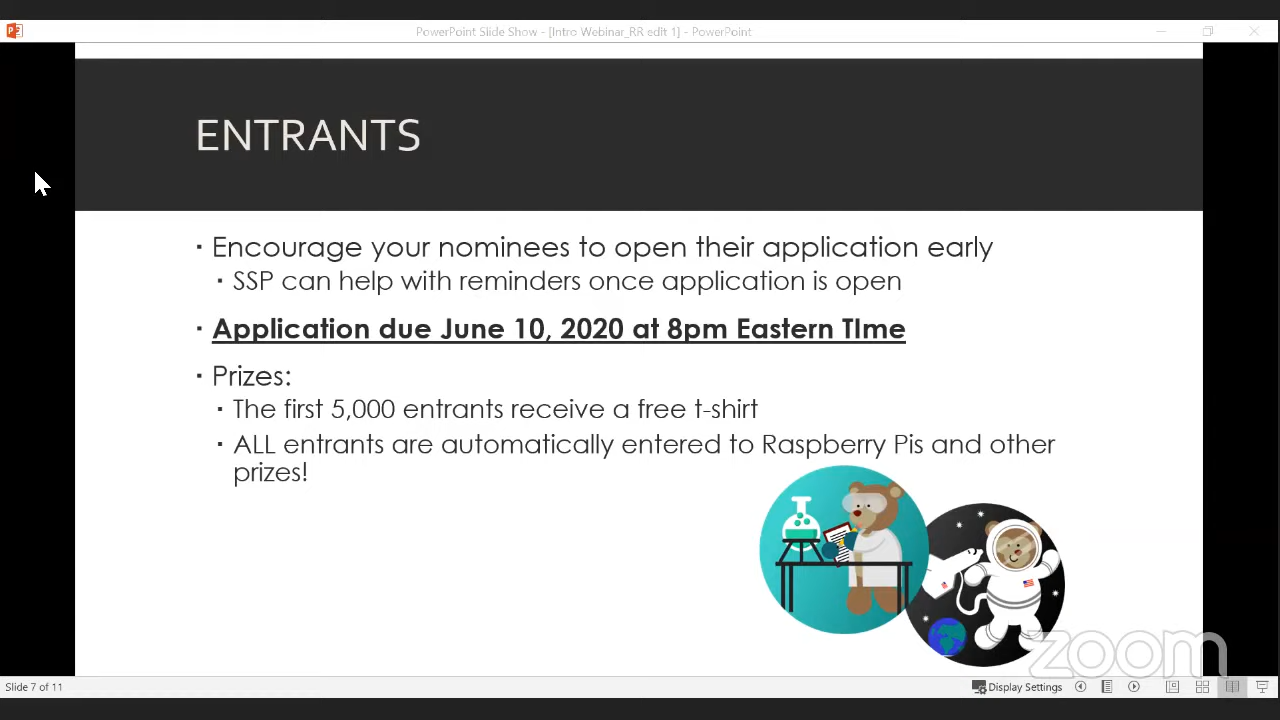 PowerPoint Slide Show - [Intro Webinar_RR edit 1] - PowerPoint
ENTRANTS
▪ Encourage your nominees to open their application early
▪ SSP can help with reminders once application is open
▪ Application due June 10, 2020 at 8pm Eastern TIme
▪ Prizes:
▪ The first 5,000 entrants receive a free t-shirt
▪ ALL entrants are automatically entered to Raspberry Pis and other
prizes!
zoom
Slide 7 of 11
Display Settings